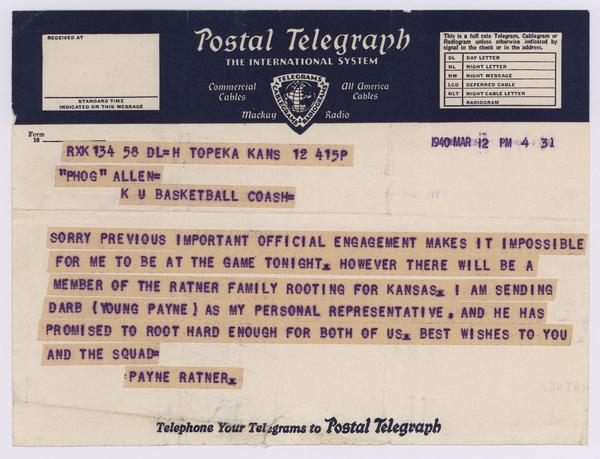 RECEIVED AT
STANDARD TIME
INDICATED ON THIS MESSAGE
Postal Telegraph
THE INTERNATIONAL SYSTEM
Commercial
Cables
TELEGRAMS
CABLEGRAMS
RADIOGRAMS
All America
Cables
Mackay Radio
This is a full rate Telegram, Cablegram or
Radiogram unless otherwise indicated by
signal in the check or in the address.
DL DAY LETTER
NL NIGHT LETTER
NM NIGHT MESSAGE
LCO DEFERRED CABLE
NLT NIGHT CABLE LETTER
RADIOGRAM
Form
16
RXK134 58 DL=H TOPEKA KANS 12 415P
1940 MAR 12 PM 4 31
"PHOG" ALLEN=
K U BASKETBALL COASH=
SORRY PREVIOUS IMPORTANT OFFICIAL ENGAGEMENT MAKES IT IMPOSSIBLE
FOR ME TO BE AT THE GAME TONIGHT. HOWEVER THERE WILL BE A
MEMBER OF THE RATNER FAMILY ROOTING FOR KANSAS. I AM SENDING
DARB (YOUNG PAYNE) AS MY PERSONAL REPRESENTATIVE. AND HE HAS
PROMISED TO ROOT HARD ENOUGH FOR BOTH OF US. BEST WISHES TO YOU
AND THE SQUAD=
PAYNE RATNER.
Telephone Your Telegrams to Postal Telegraph